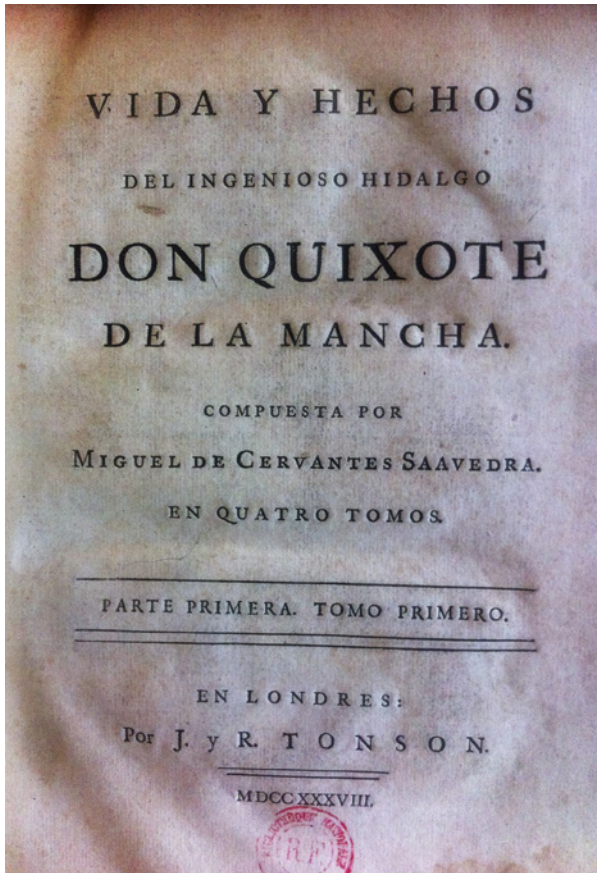 VIDA Y HECHOS
DEL INGENIOSO HIDALGO
DON QUIXOTE
DE LA MANCHA.
COMPUESTA POR
MIGUEL DE CERVANTES SAAVEDRA.
EN QUATRO TOMOS.
PARTE PRIMERA. TOMO PRIMERO.
EN LONDRES:
Por J. y R. TONSON.
MDCCXXXVIII.
R F